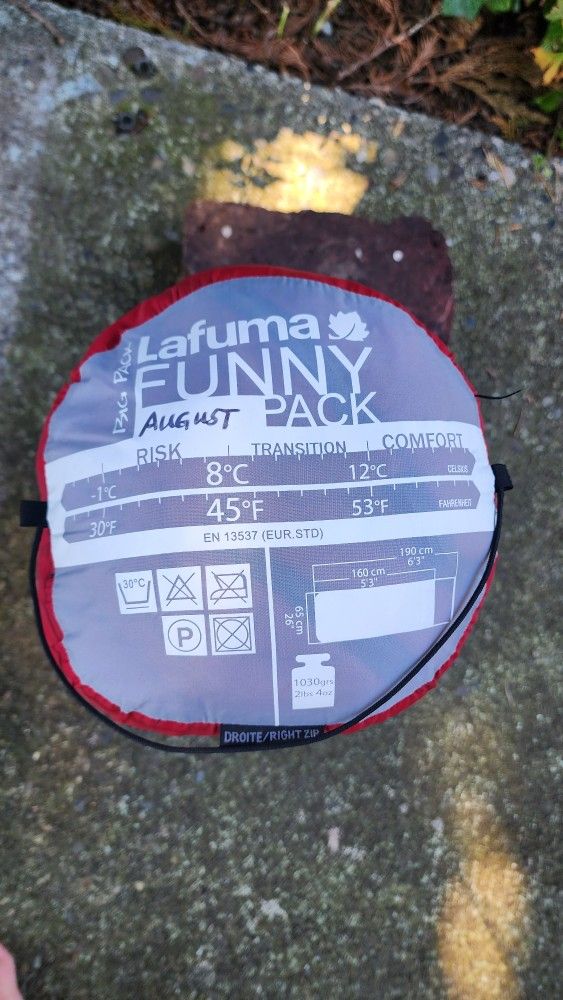 Lafuma
BIG PACK
FUNNY
PACK
AUGUST
RISK TRANSITION COMFORT
-1°C 8°C 12°C CELSIUS
30°F 45°F 53°F FAHRENHEIT
EN 13537 (EUR.STD)
190 cm
6'3"
160 cm
5'3"
30°C
65 cm
26"
P
1030grs
2lbs 4oz
DROITE/RIGHT ZIP